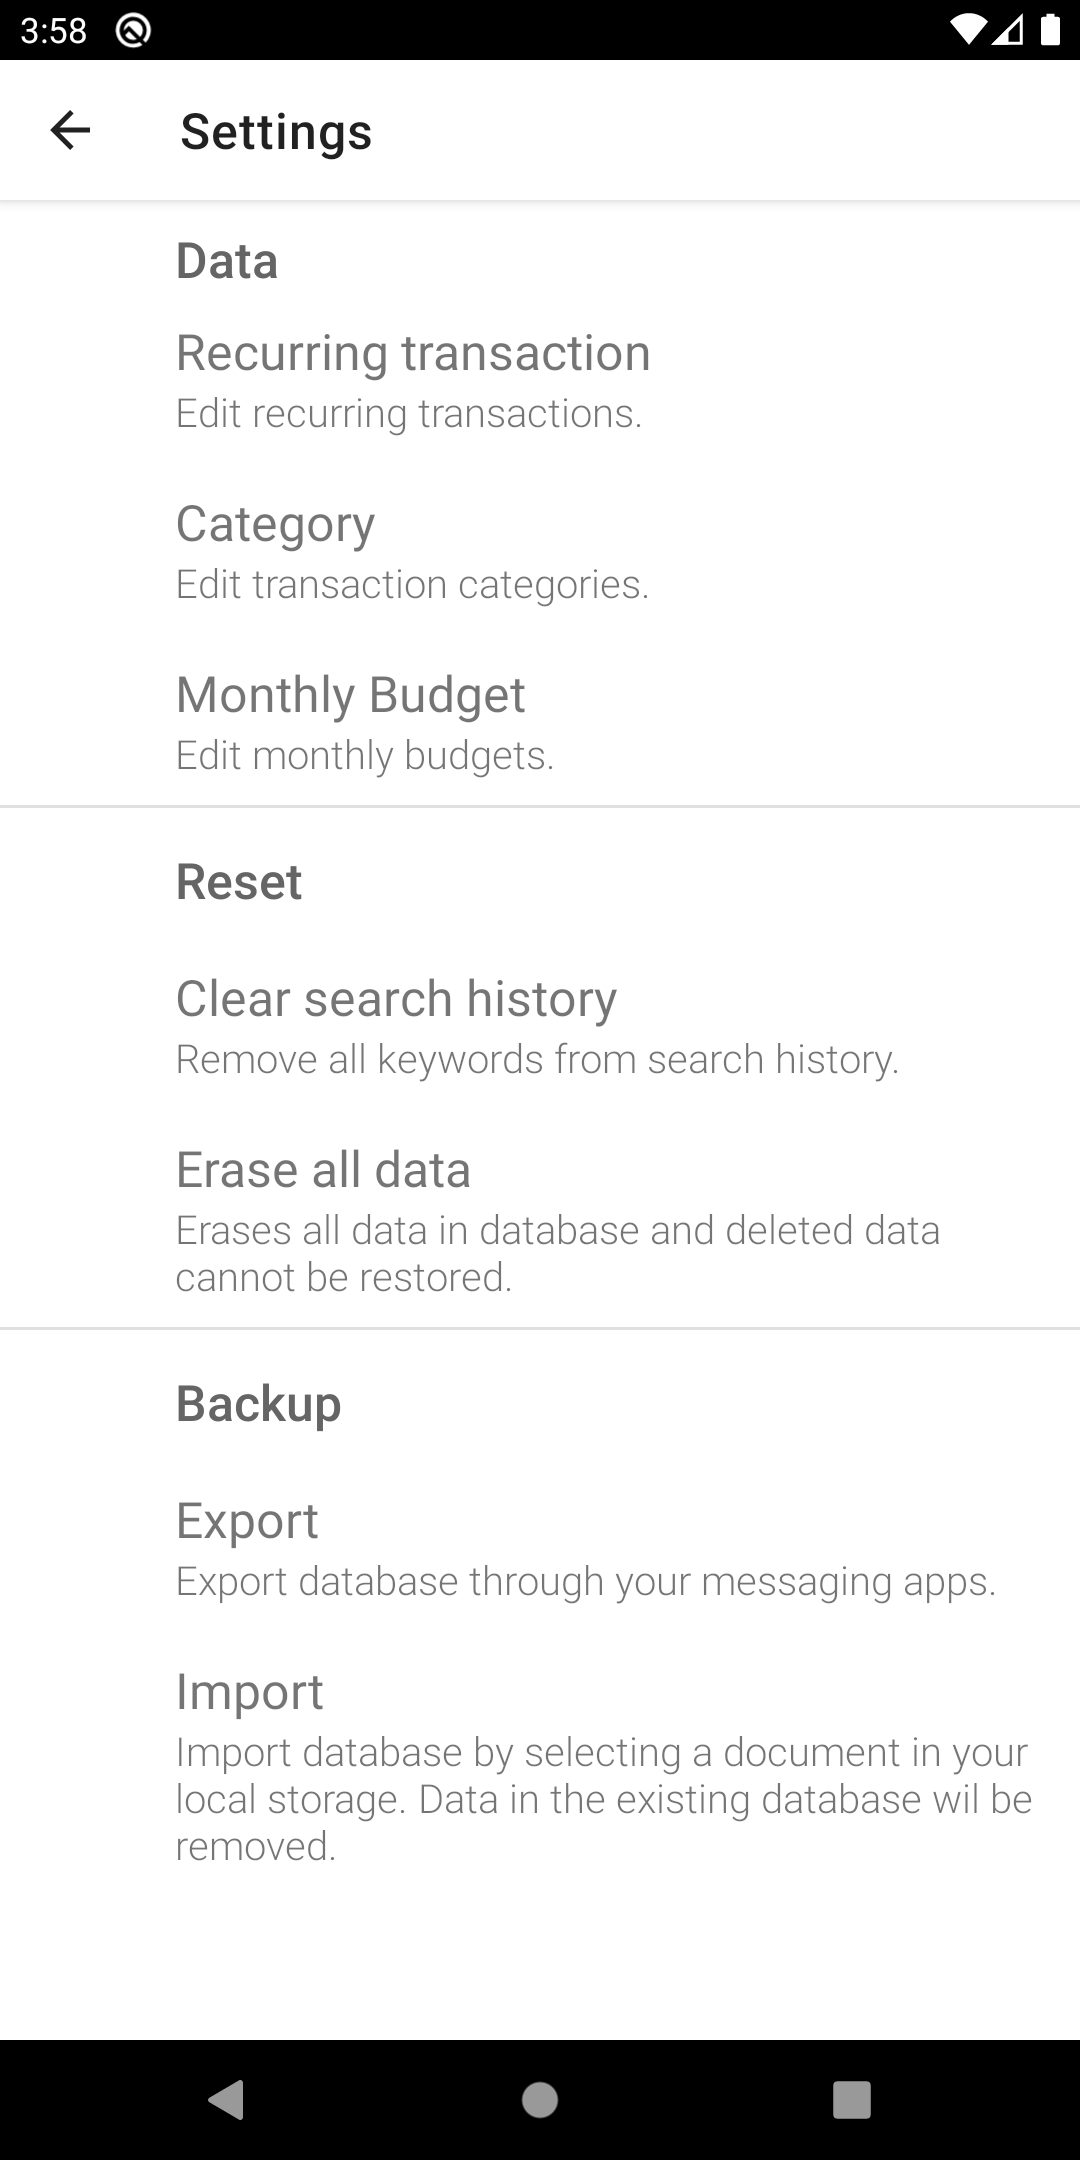 3:58
Settings
Data
Recurring transaction
Edit recurring transactions.
Category
Edit transaction categories.
Monthly Budget
Edit monthly budgets.
Reset
Clear search history
Remove all keywords from search history.
Erase all data
Erases all data in database and deleted data
cannot be restored.
Backup
Export
Export database through your messaging apps.
Import
Import database by selecting a document in your
local storage. Data in the existing database wil be
removed.